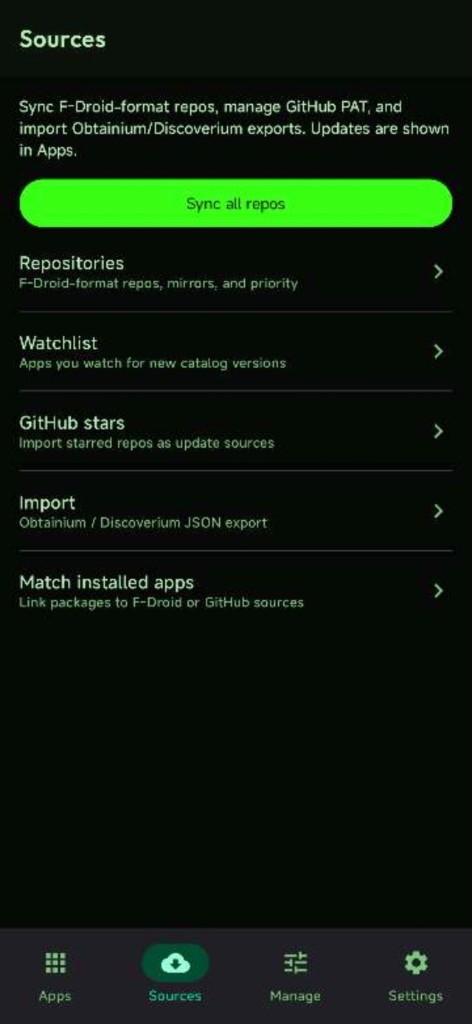 Sources
Sync F-Droid-format repos, manage GitHub PAT, and
import Obtainium/Discoverium exports. Updates are shown
in Apps.
Sync all repos
Repositories
F-Droid-format repos, mirrors, and priority
Watchlist
Apps you watch for new catalog versions
GitHub stars
Import starred repos as update sources
Import
Obtainium / Discoverium JSON export
Match installed apps
Link packages to F-Droid or GitHub sources
Apps
Sources
Manage
Settings